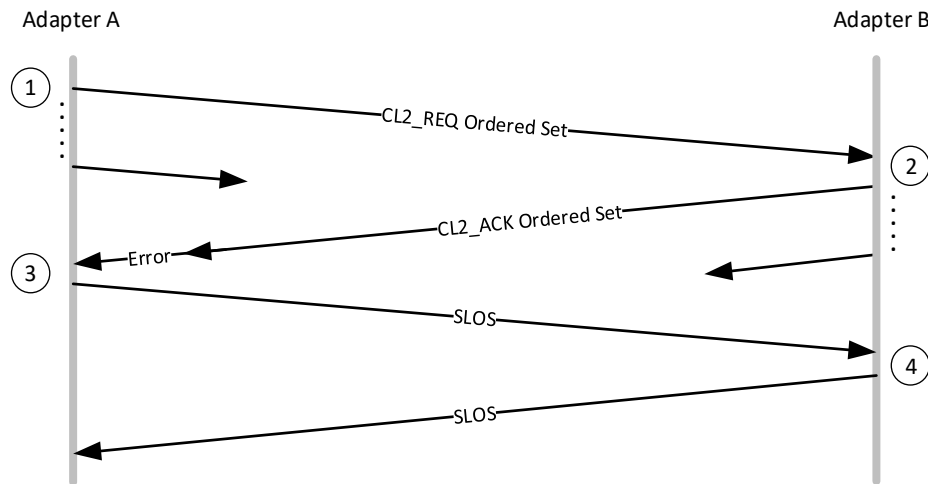 Adapter A
Adapter B
1
CL2_REQ Ordered Set
2
CL2_ACK Ordered Set
Error
3
SLOS
4
SLOS